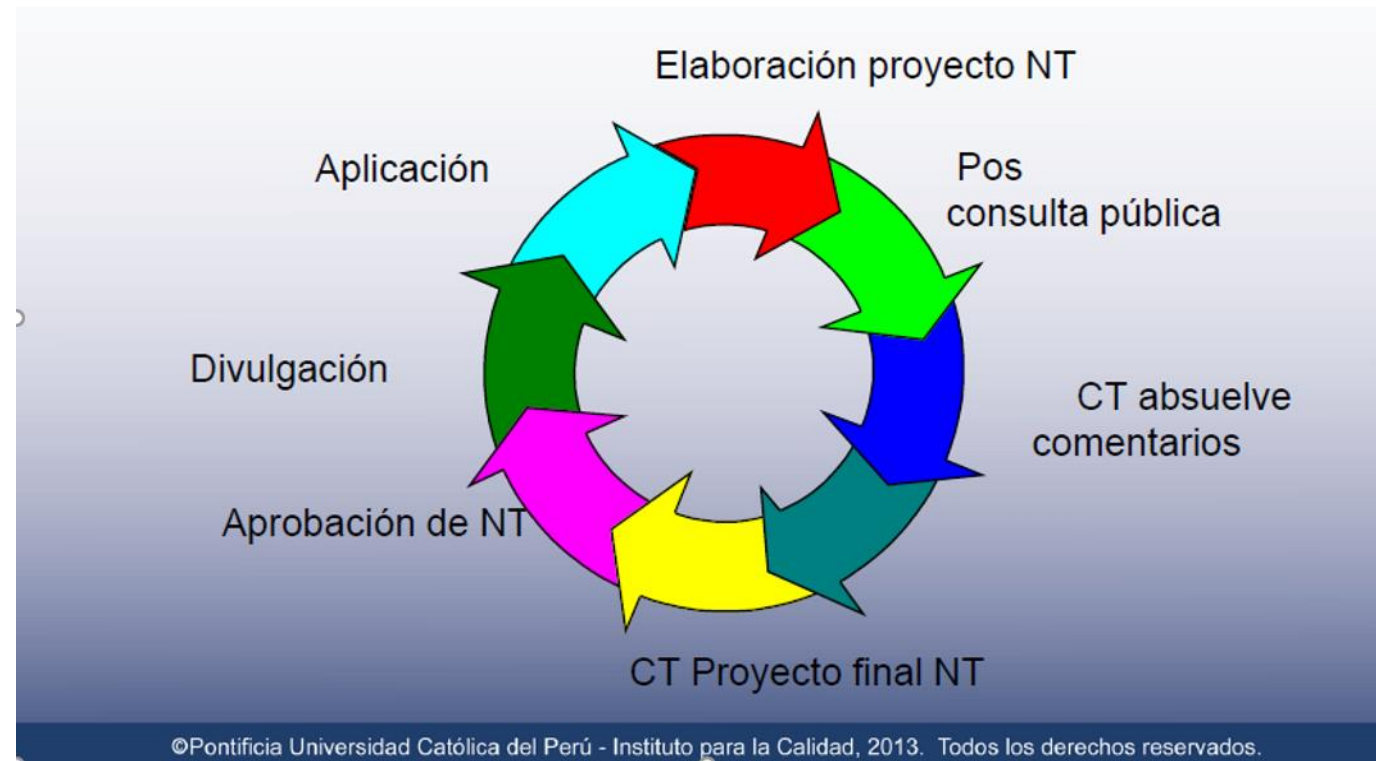 Elaboración proyecto NT
Pos
consulta pública
CT absuelve
comentarios
CT Proyecto final NT
Aprobación de NT
Divulgación
Aplicación
©Pontificia Universidad Católica del Perú - Instituto para la Calidad, 2013. Todos los derechos reservados.